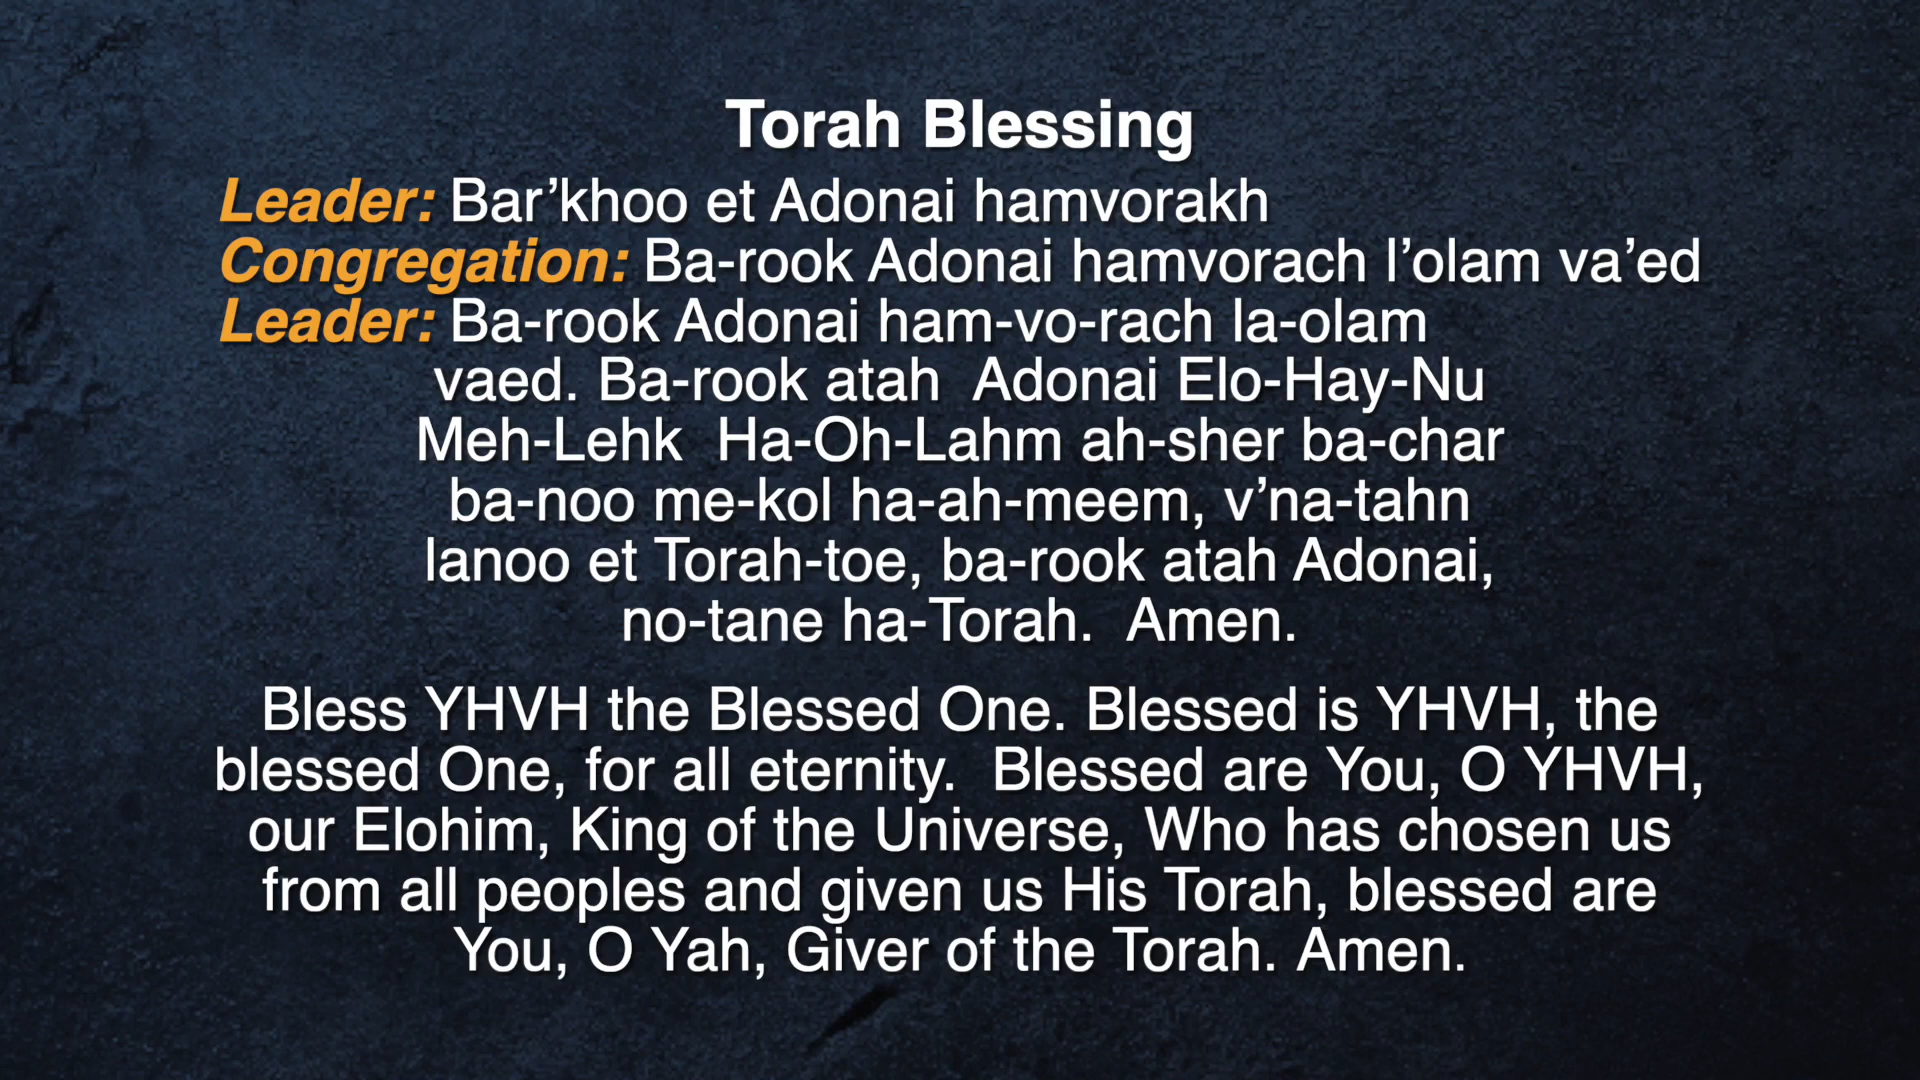 Torah Blessing
Leader: Bar’khoo et Adonai hamvorakh
Congregation: Ba-rook Adonai hamvorach l’olam va’ed
Leader: Ba-rook Adonai ham-vo-rach la-olam
vaed. Ba-rook atah  Adonai Elo-Hay-Nu
Meh-Lehk  Ha-Oh-Lahm ah-sher ba-char
ba-noo me-kol ha-ah-meem, v’na-tahn
lanoo et Torah-toe, ba-rook atah Adonai,
no-tane ha-Torah.  Amen.
Bless YHVH the Blessed One. Blessed is YHVH, the
blessed One, for all eternity.  Blessed are You, O YHVH,
our Elohim, King of the Universe, Who has chosen us
from all peoples and given us His Torah, blessed are
You, O Yah, Giver of the Torah. Amen.